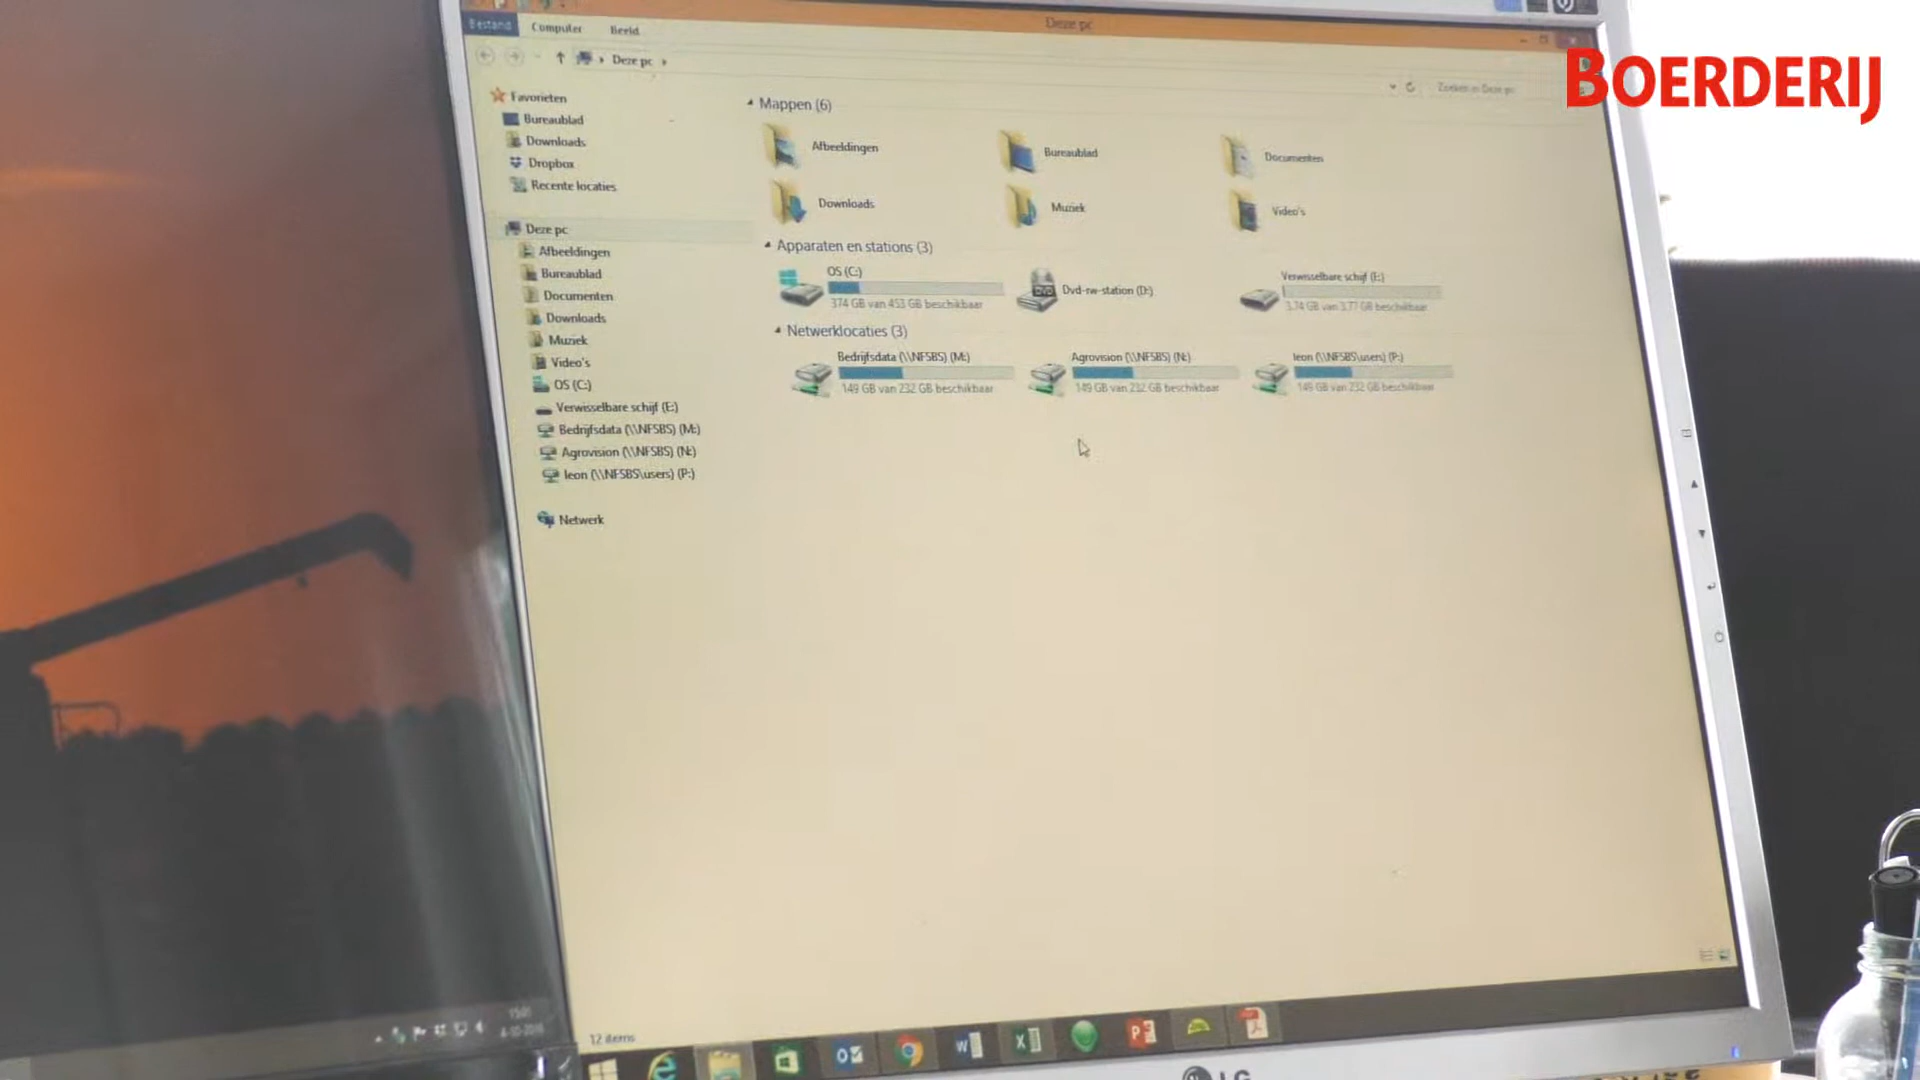 Bestand Computer Beeld
Deze pc
Deze pc
Zoeken in Deze pc
BOERDERIJ
Favorieten
Bureaublad
Downloads
Dropbox
Recente locaties
Deze pc
Afbeeldingen
Bureaublad
Documenten
Downloads
Muziek
Video's
OS (C:)
Verwisselbare schijf (E:)
Bedrijfsdata (\\NFSBS) (M:)
Agrovision (\\NFSBS) (N:)
leon (\\NFSBS\users) (P:)
Netwerk
Mappen (6)
Afbeeldingen
Bureaublad
Documenten
Downloads
Muziek
Video's
Apparaten en stations (3)
OS (C:)
374 GB van 453 GB beschikbaar
DVD
Dvd-rw-station (D:)
Verwisselbare schijf (E:)
3,74 GB van 3,77 GB beschikbaar
Netwerklocaties (3)
Bedrijfsdata (\\NFSBS) (M:)
149 GB van 232 GB beschikbaar
Agrovision (\\NFSBS) (N:)
149 GB van 232 GB beschikbaar
leon (\\NFSBS\users) (P:)
149 GB van 232 GB beschikbaar
12 items
LG